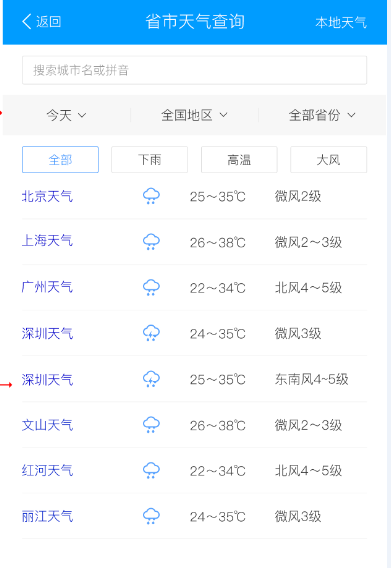 返回 省市天气查询 本地天气
搜索城市名或拼音
今天 全国地区 全部省份
全部 下雨 高温 大风
北京天气 25～35℃ 微风2级
上海天气 26～38℃ 微风2～3级
广州天气 22～34℃ 北风4～5级
深圳天气 24～35℃ 微风3级
深圳天气 25～35℃ 东南风4~5级
文山天气 26～38℃ 微风2～3级
红河天气 22～34℃ 北风4～5级
丽江天气 24～35℃ 微风3级